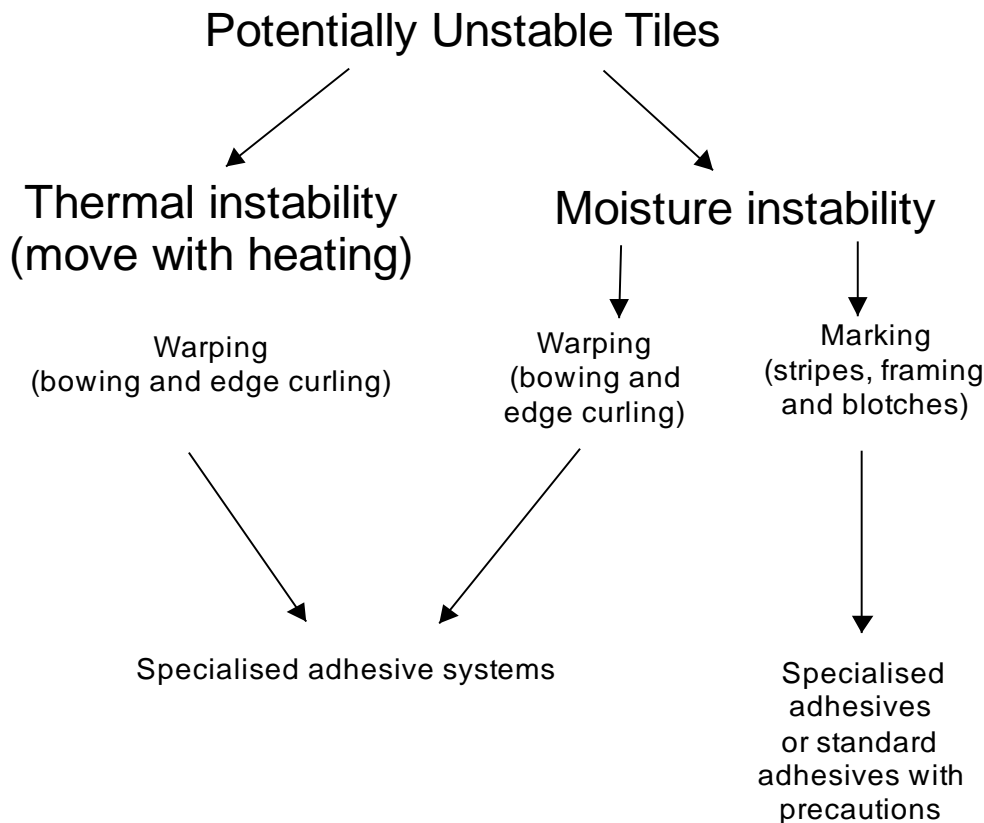 Potentially Unstable Tiles
Thermal instability
(move with heating)
Moisture instability
Warping
(bowing and edge curling)
Warping
(bowing and
edge curling)
Marking
(stripes, framing
and blotches)
Specialised adhesive systems
Specialised
adhesives
or standard
adhesives with
precautions